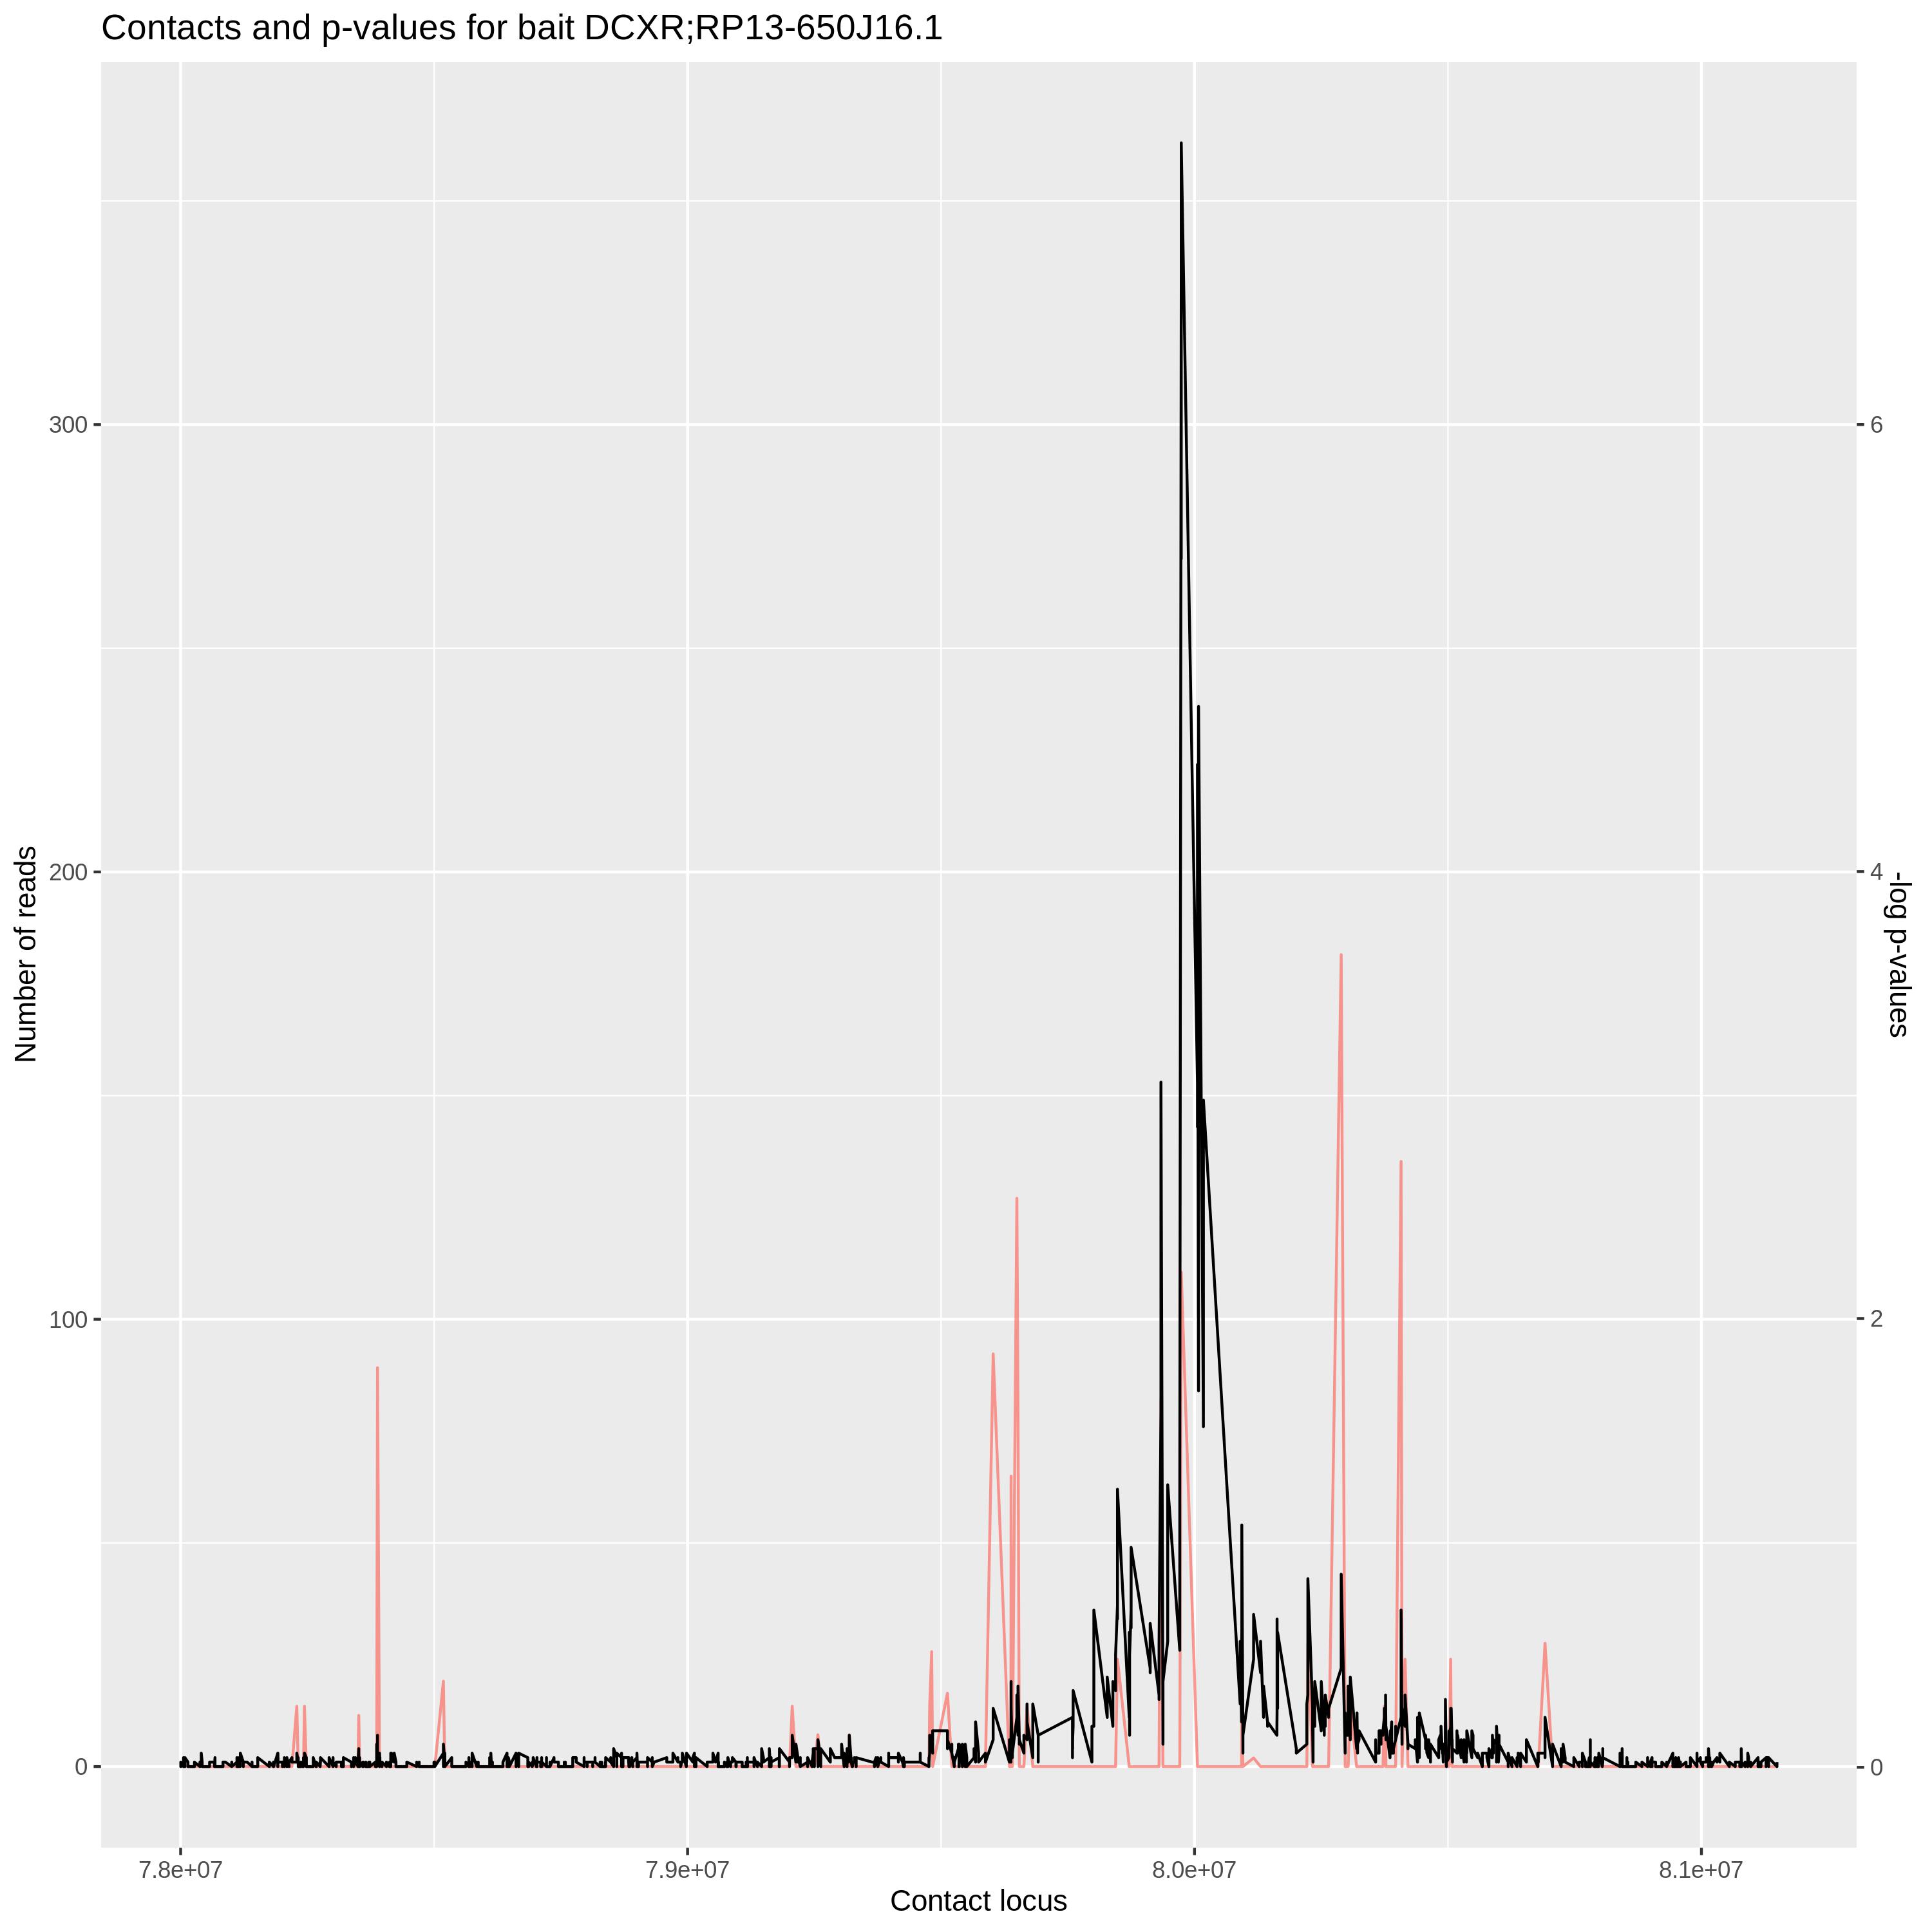 Contacts and p-values for bait DCXR;RP13-650J16.1
Number of reads
300
200
100
0
6
4
2
0
-log p-values
7.8e+07 7.9e+07 8.0e+07 8.1e+07
Contact locus